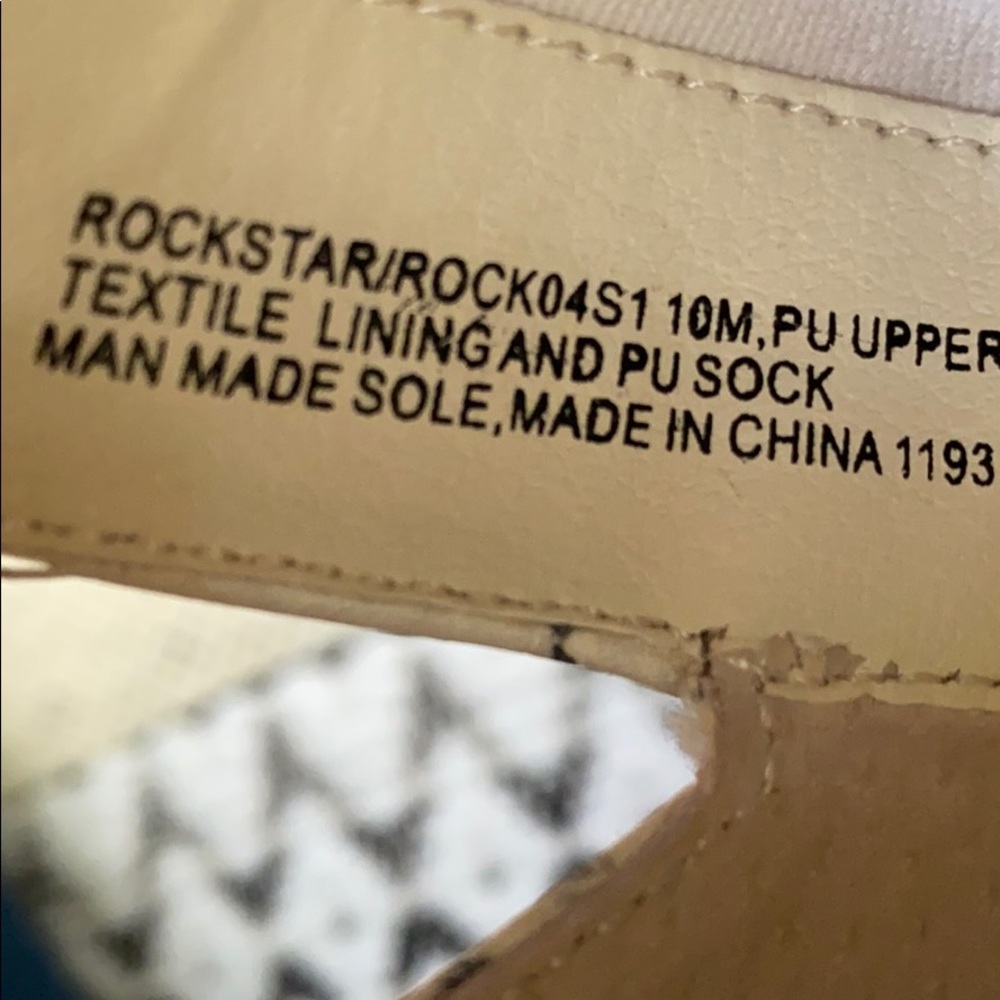 ROCKSTAR/ROCK04S1 10M,PU UPPER
TEXTILE LINING AND PU SOCK
MAN MADE SOLE,MADE IN CHINA 1193